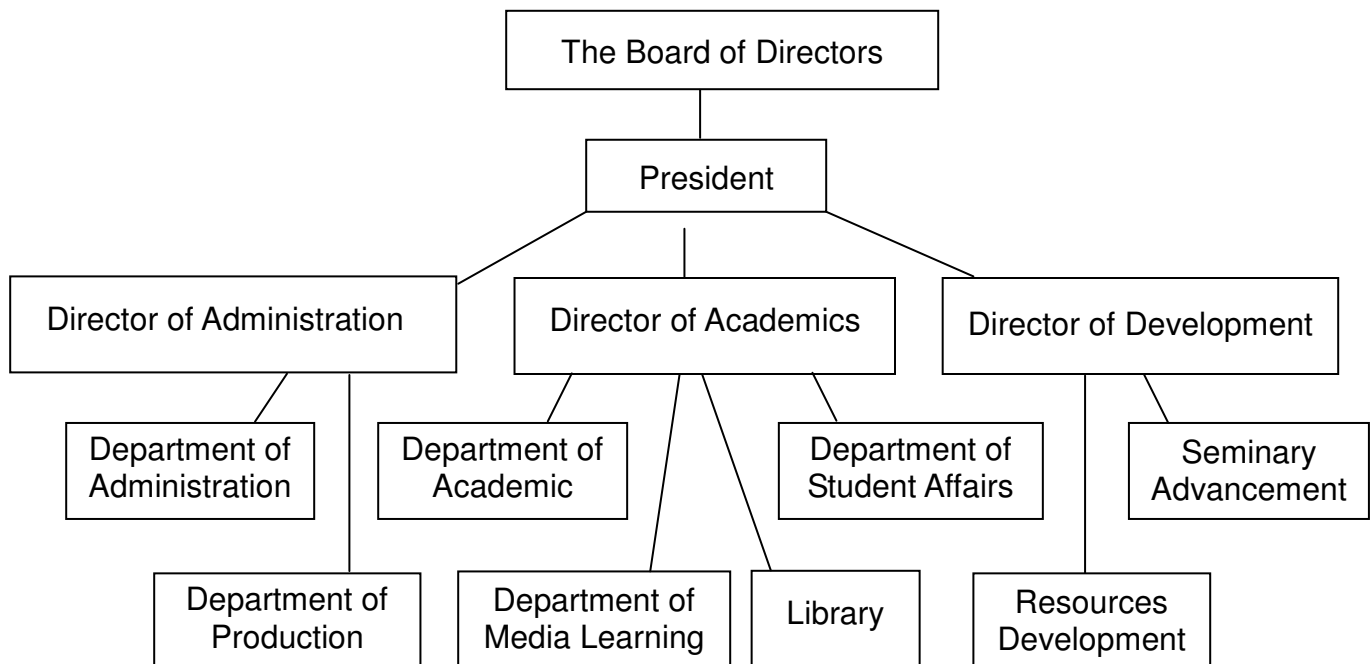 The Board of Directors
President
Director of Administration
Director of Academics
Director of Development
Department of
Administration
Department of
Academic
Department of
Student Affairs
Seminary
Advancement
Department of
Production
Department of
Media Learning
Library
Resources
Development